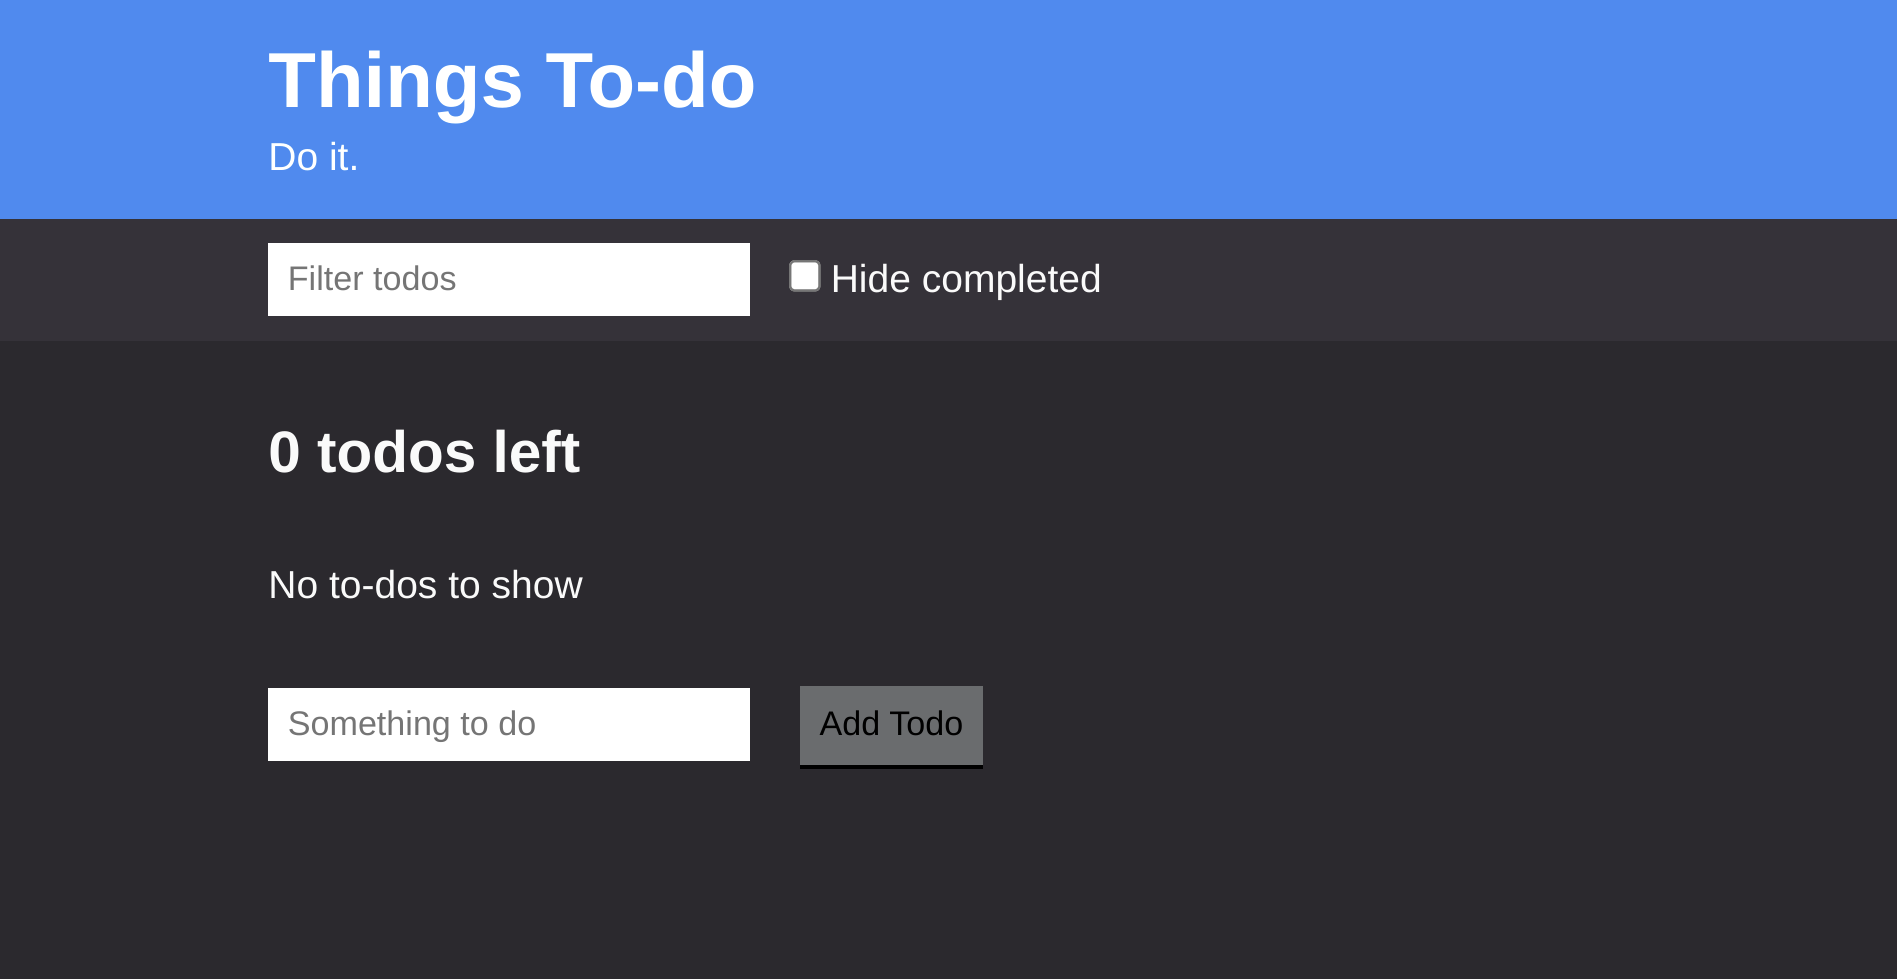 Things To-do
Do it.
Filter todos
Hide completed
0 todos left
No to-dos to show
Something to do
Add Todo